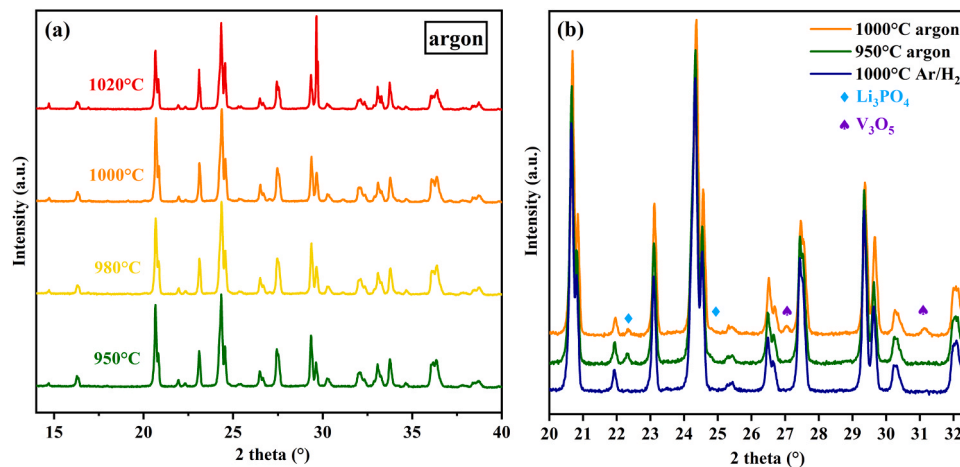 (a)
argon
1020°C
1000°C
980°C
950°C
Intensity (a.u.)
15 20 25 30 35 40
2 theta (°)
(b)
1000°C argon
950°C argon
1000°C Ar/H₂
Li₃PO₄
V₃O₅
Intensity (a.u.)
20 21 22 23 24 25 26 27 28 29 30 31 32
2 theta (°)